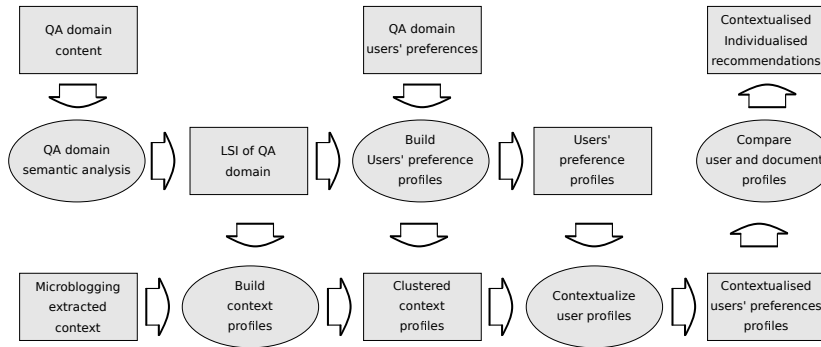 QA domain
content
QA domain
users' preferences
Contextualised
Individualised
recommendations
QA domain
semantic analysis
LSI of QA
domain
Build
Users' preference
profiles
Users'
preference
profiles
Compare
user and document
profiles
Microblogging
extracted
context
Build
context
profiles
Clustered
context
profiles
Contextualize
user profiles
Contextualised
users' preferences
profiles